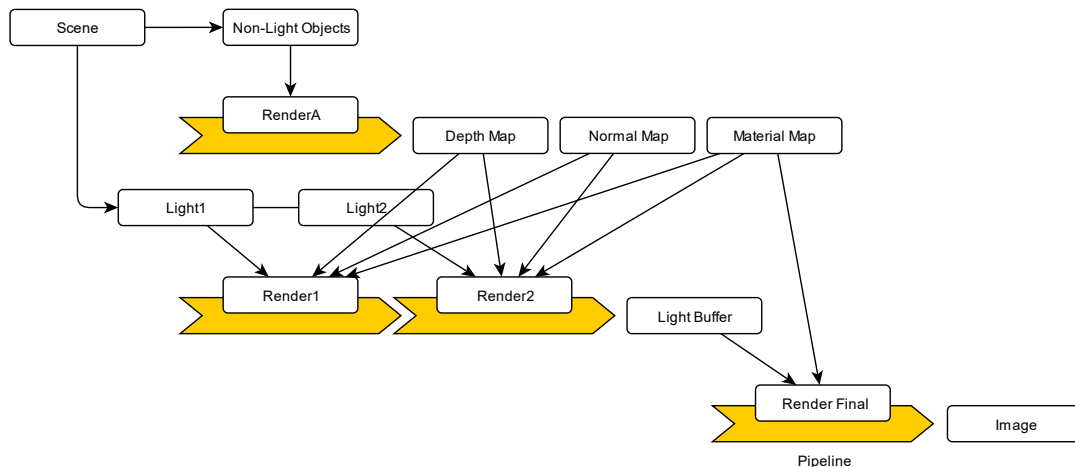 Scene
Non-Light Objects
RenderA
Depth Map
Normal Map
Material Map
Light1
Light2
Render1
Render2
Light Buffer
Render Final
Image
Pipeline